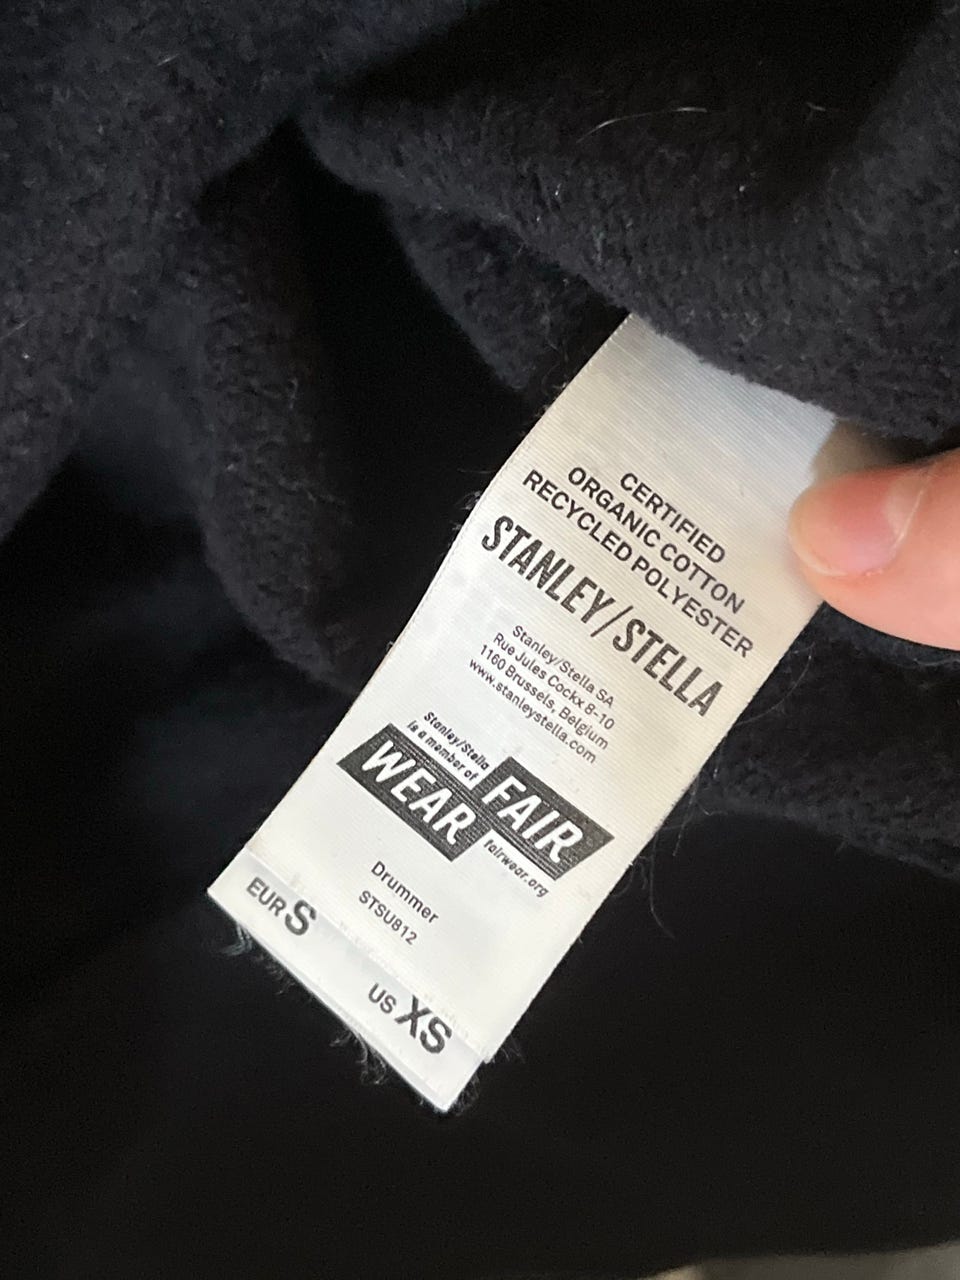 CERTIFIED
ORGANIC COTTON
RECYCLED POLYESTER
STANLEY/STELLA
Stanley/Stella SA
Rue Jules Cockx 8-10
1160 Brussels, Belgium
www.stanleystella.com
Stanley/Stella
is a member of
FAIR
WEAR
fairwear.org
Drummer
STSU812
EUR S
US XS